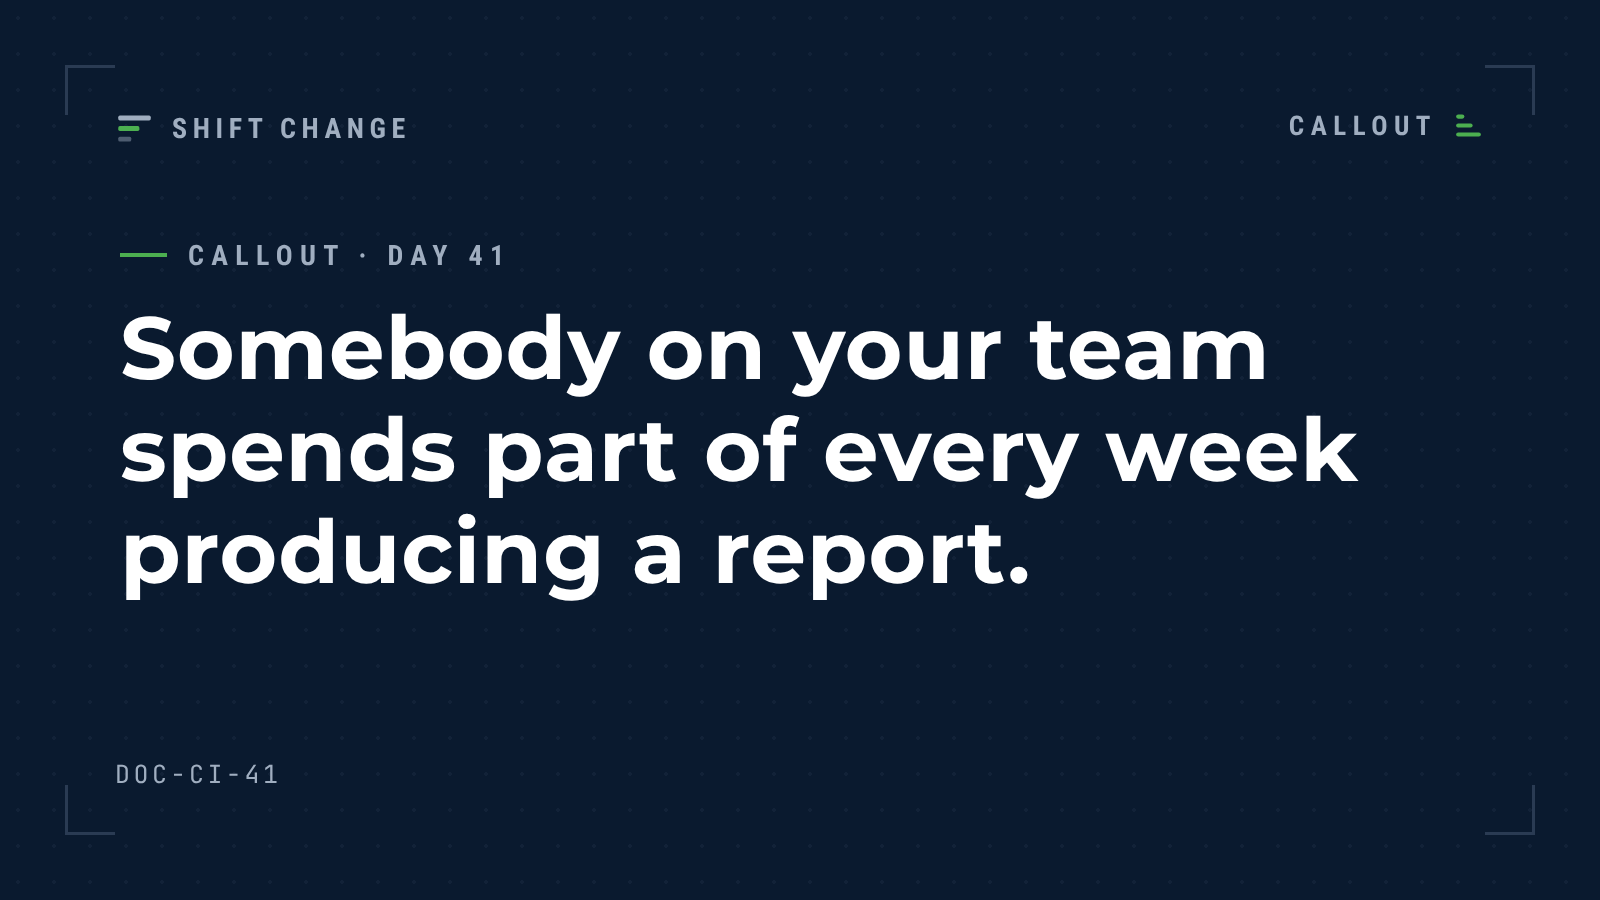 SHIFT CHANGE
CALLOUT
CALLOUT · DAY 41
Somebody on your team
spends part of every week
producing a report.
DOC-CI-41